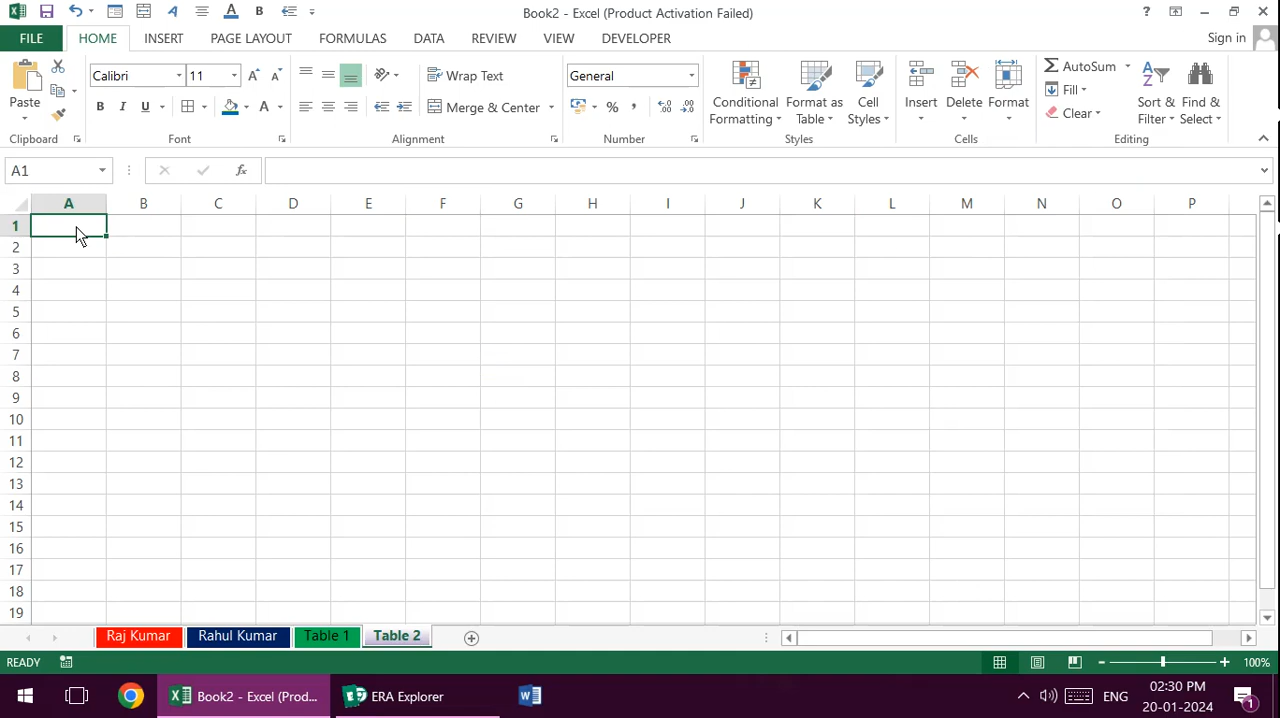 Book2 - Excel (Product Activation Failed)
FILE HOME INSERT PAGE LAYOUT FORMULAS DATA REVIEW VIEW DEVELOPER Sign in
Paste
Calibri 11
B I U A
Wrap Text
Merge & Center
General
%
Conditional Formatting
Format as Table
Cell Styles
Insert Delete Format
AutoSum
Fill
Clear
Sort & Filter
Find & Select
Clipboard Font Alignment Number Styles Cells Editing
A1 fx
A B C D E F G H I J K L M N O P
1
2
3
4
5
6
7
8
9
10
11
12
13
14
15
16
17
18
19
Raj Kumar Rahul Kumar Table 1 Table 2
READY 100%
Book2 - Excel (Prod... ERA Explorer ENG 02:30 PM
20-01-2024 1